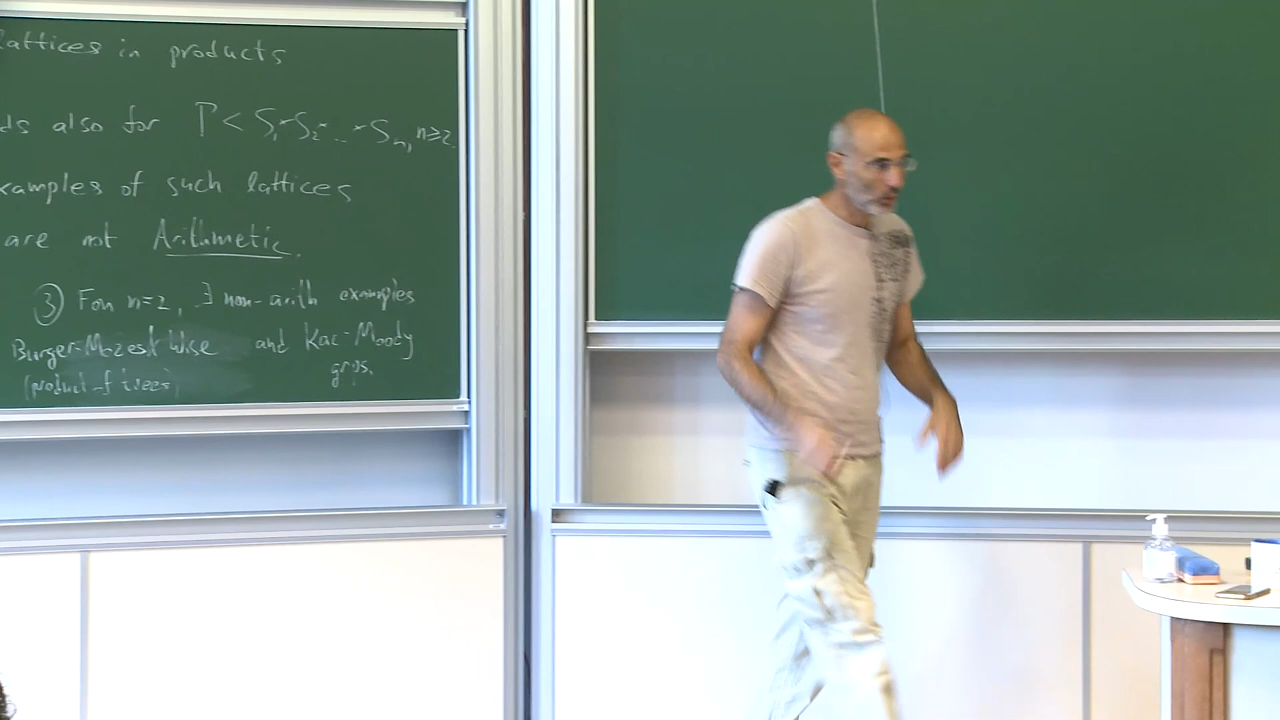 lattices in products
ds also for Γ < S₁×S₂×...×Sₙ, n≥2
xamples of such lattices
are not Arithmetic.
③ For n=2, ∃ non-arith examples
Burger-Mozes & Wise and Kac-Moody
(product of trees) grps.